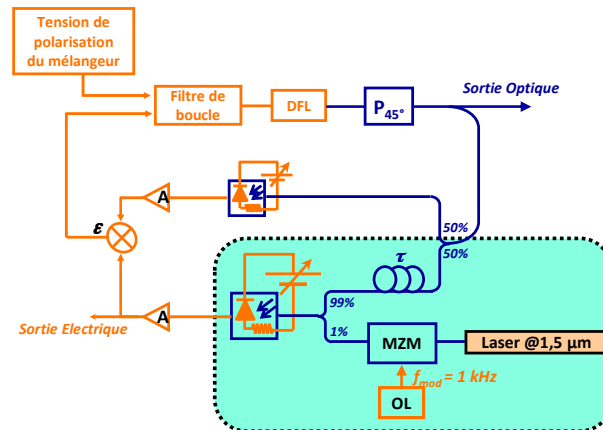 Tension de
polarisation
du mélangeur
Filtre de
boucle
DFL
P45°
Sortie Optique
A
ε
50%
50%
τ
99%
1%
A
Sortie Electrique
MZM
Laser @1,5 µm
fmod = 1 kHz
OL